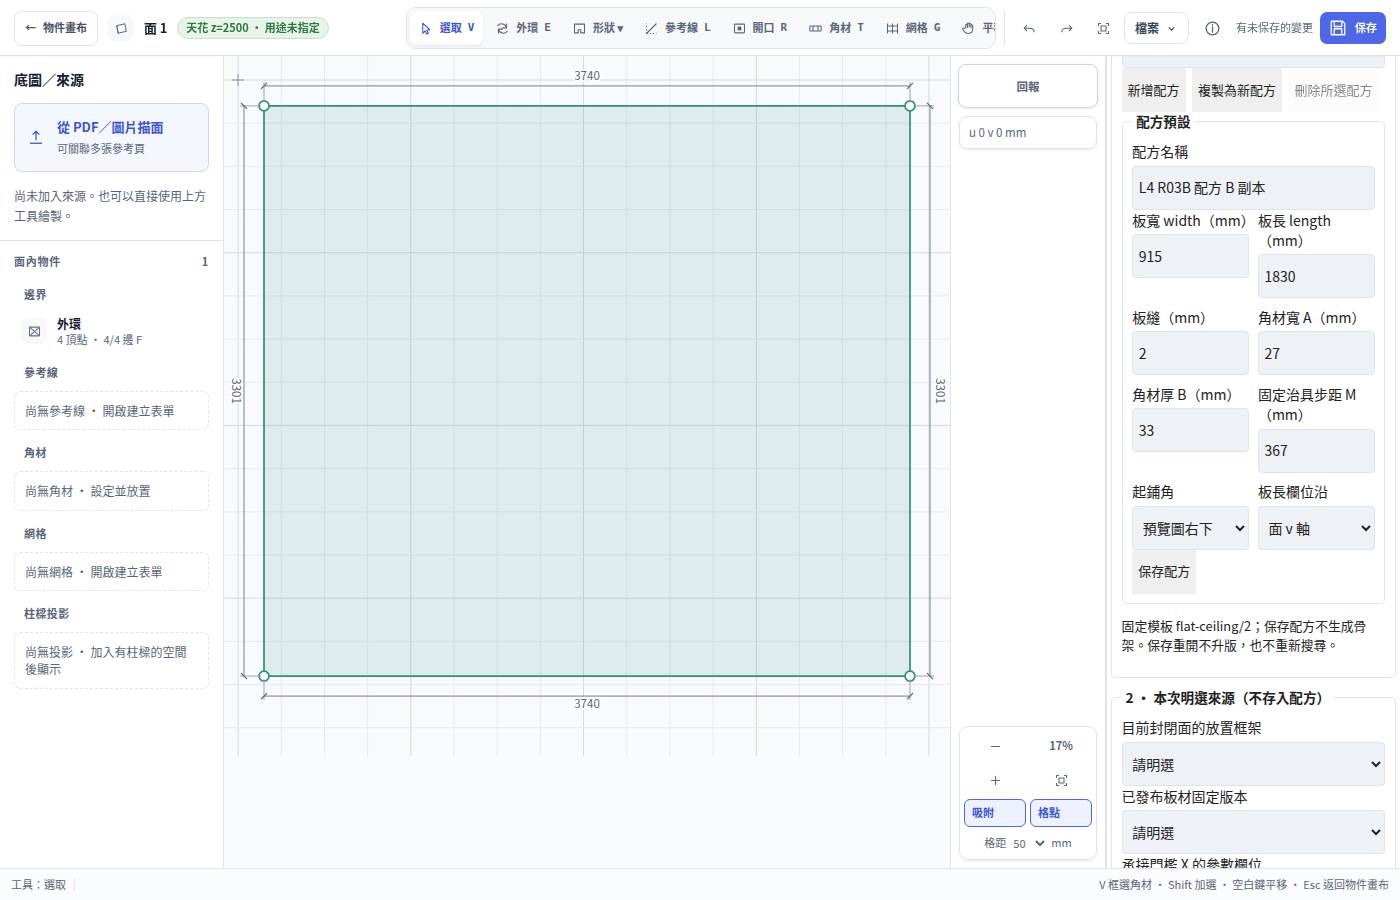 ← 物件畫布
面 1
天花 z=2500 · 用途未指定
選取 V
外環 E
形狀▼
參考線 L
開口 R
角材 T
網格 G
檔案
有未保存的變更
保存
底圖／來源
從 PDF／圖片描面
可關聯多張參考頁
尚未加入來源。也可以直接使用上方
工具繪製。
面內物件 1
邊界
外環
4 頂點 · 4/4 邊 F
參考線
尚無參考線 · 開啟建立表單
角材
尚無角材 · 設定並放置
網格
尚無網格 · 開啟建立表單
柱樑投影
尚無投影 · 加入有柱樑的空間
後顯示
3740
3301
3301
3740
回報
u 0 v 0 mm
− 17%
+
吸附 格點
格距 50 mm
新增配方 複製為新配方 刪除所選配方
配方預設
配方名稱
L4 R03B 配方 B 副本
板寬 width（mm）
915
板長 length
（mm）
1830
板縫（mm）
2
角材寬 A（mm）
27
角材厚 B（mm）
33
固定治具步距 M
（mm）
367
起鋪角
預覽圖右下
板長欄位沿
面 v 軸
保存配方
固定模板 flat-ceiling/2；保存配方不生成骨
架。保存重開不升版，也不重新搜尋。
2 · 本次明選來源（不存入配方）
目前封閉面的放置框架
請明選
已發布板材固定版本
請明選
承接門檻 X 的參數欄位
工具：選取
V 框選角材 · Shift 加選 · 空白鍵平移 · Esc 返回物件畫布